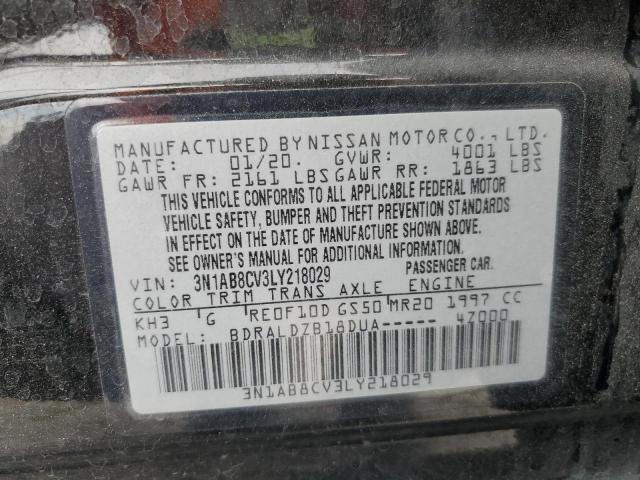 MANUFACTURED BY NISSAN MOTOR CO., LTD.
DATE: 01/20. GVWR: 4001 LBS
GAWR FR: 2161 LBS GAWR RR: 1863 LBS
THIS VEHICLE CONFORMS TO ALL APPLICABLE FEDERAL MOTOR
VEHICLE SAFETY, BUMPER AND THEFT PREVENTION STANDARDS
IN EFFECT ON THE DATE OF MANUFACTURE SHOWN ABOVE.
SEE OWNER'S MANUAL FOR ADDITIONAL INFORMATION.
VIN: 3N1AB8CV3LY218029 PASSENGER CAR.
COLOR TRIM TRANS AXLE ENGINE
KH3 G RE0F10D GS50 MR20 1997 CC
MODEL: BDRALDZB18DUA----- 47000
3N1AB8CV3LY218029